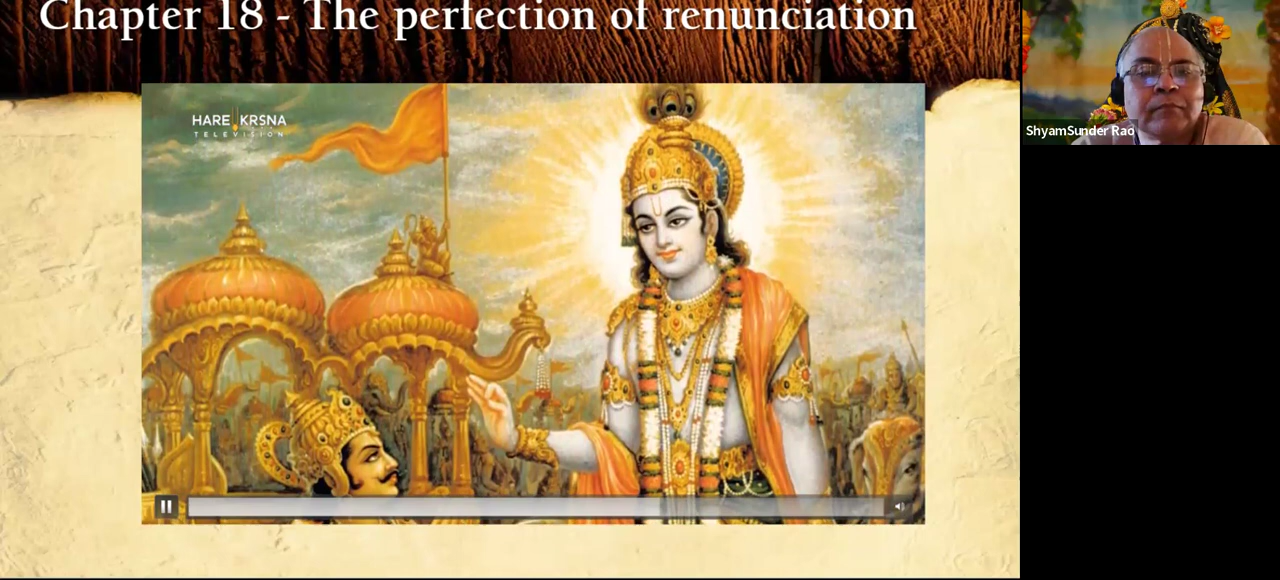 Chapter 18 - The perfection of renunciation
HARE KRSNA
TELEVISION
ShyamSunder Rao